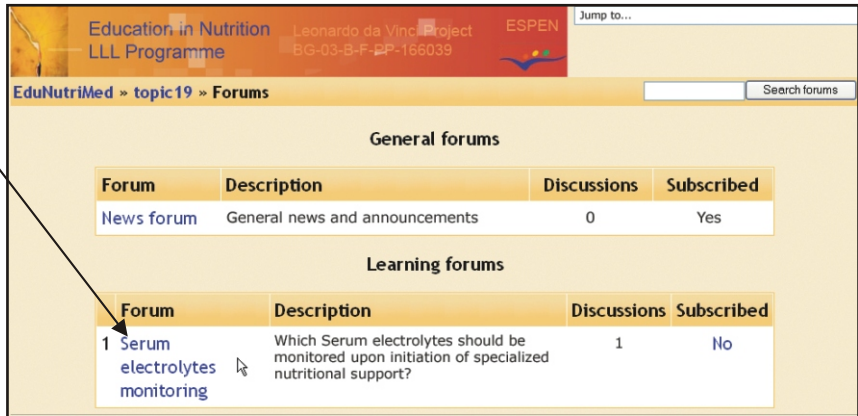 Education in Nutrition
LLL Programme
Leonardo da Vinci Project
BG-03-B-F-PP-166039
ESPEN
Jump to...
EduNutriMed » topic19 » Forums
Search forums
General forums
Forum Description Discussions Subscribed
News forum General news and announcements 0 Yes
Learning forums
Forum Description Discussions Subscribed
1 Serum electrolytes monitoring Which Serum electrolytes should be
monitored upon initiation of specialized
nutritional support? 1 No